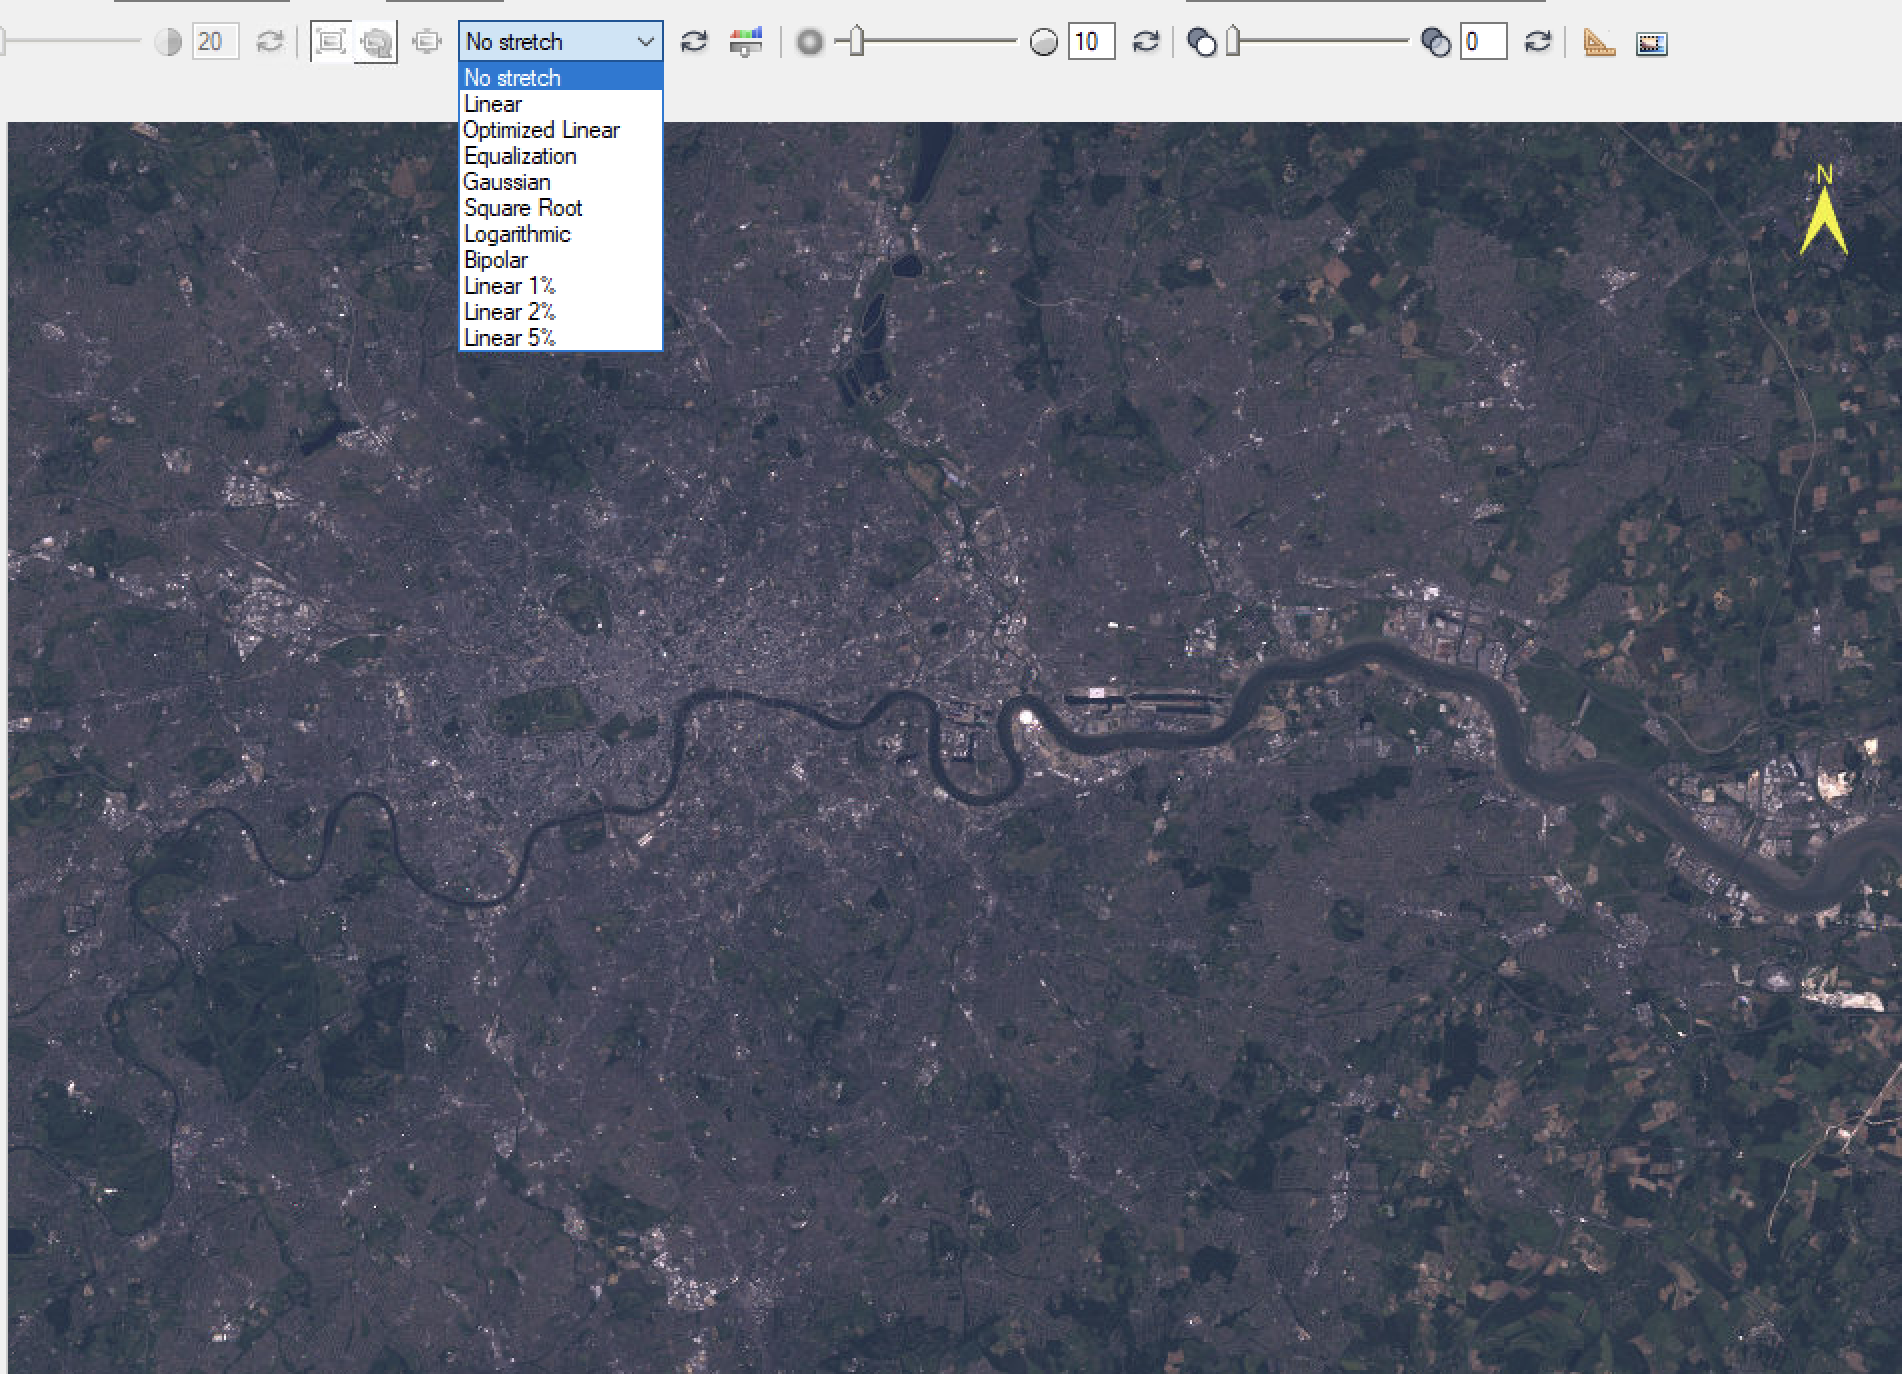 20
No stretch
10
0
No stretch
Linear
Optimized Linear
Equalization
Gaussian
Square Root
Logarithmic
Bipolar
Linear 1%
Linear 2%
Linear 5%
N